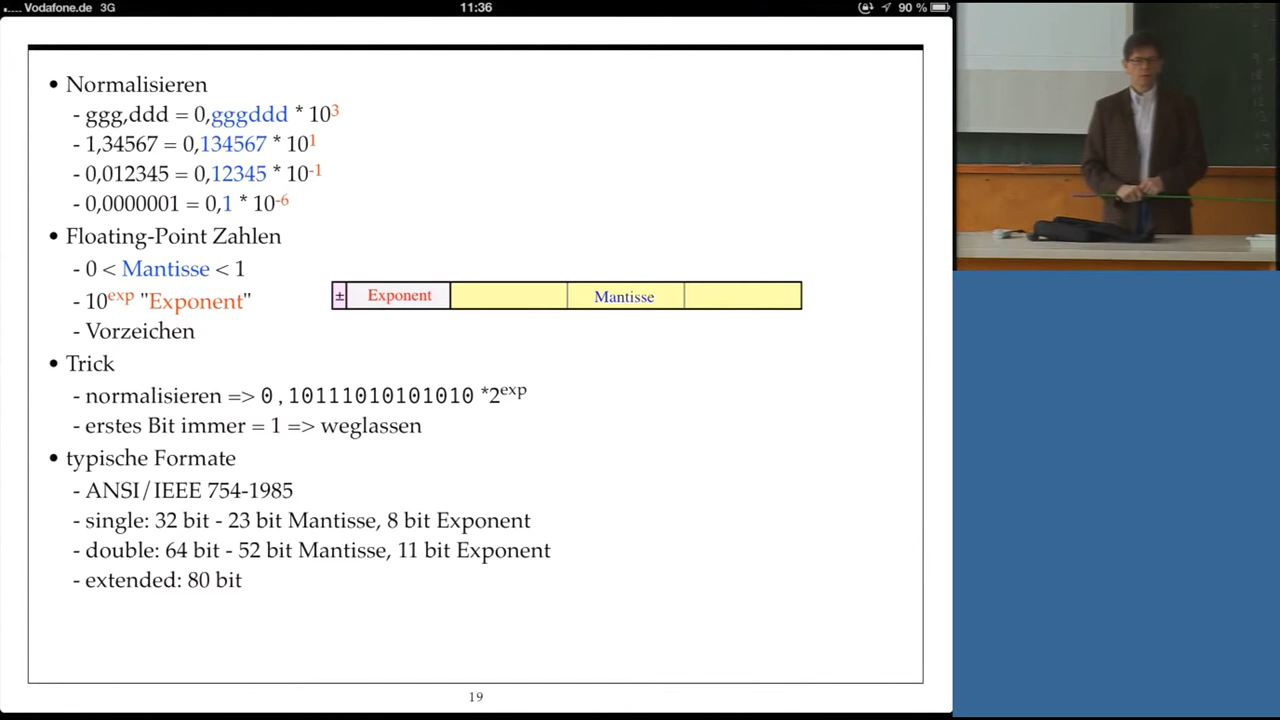 Vodafone.de 3G 11:36 90 %
• Normalisieren
- ggg,ddd = 0,gggddd * 10³
- 1,34567 = 0,134567 * 10¹
- 0,012345 = 0,12345 * 10⁻¹
- 0,0000001 = 0,1 * 10⁻⁶
• Floating-Point Zahlen
- 0 < Mantisse < 1
- 10ᵉˣᵖ "Exponent"
± Exponent Mantisse
- Vorzeichen
• Trick
- normalisieren => 0,10111010101010 *2ᵉˣᵖ
- erstes Bit immer = 1 => weglassen
• typische Formate
- ANSI/IEEE 754-1985
- single: 32 bit - 23 bit Mantisse, 8 bit Exponent
- double: 64 bit - 52 bit Mantisse, 11 bit Exponent
- extended: 80 bit
19